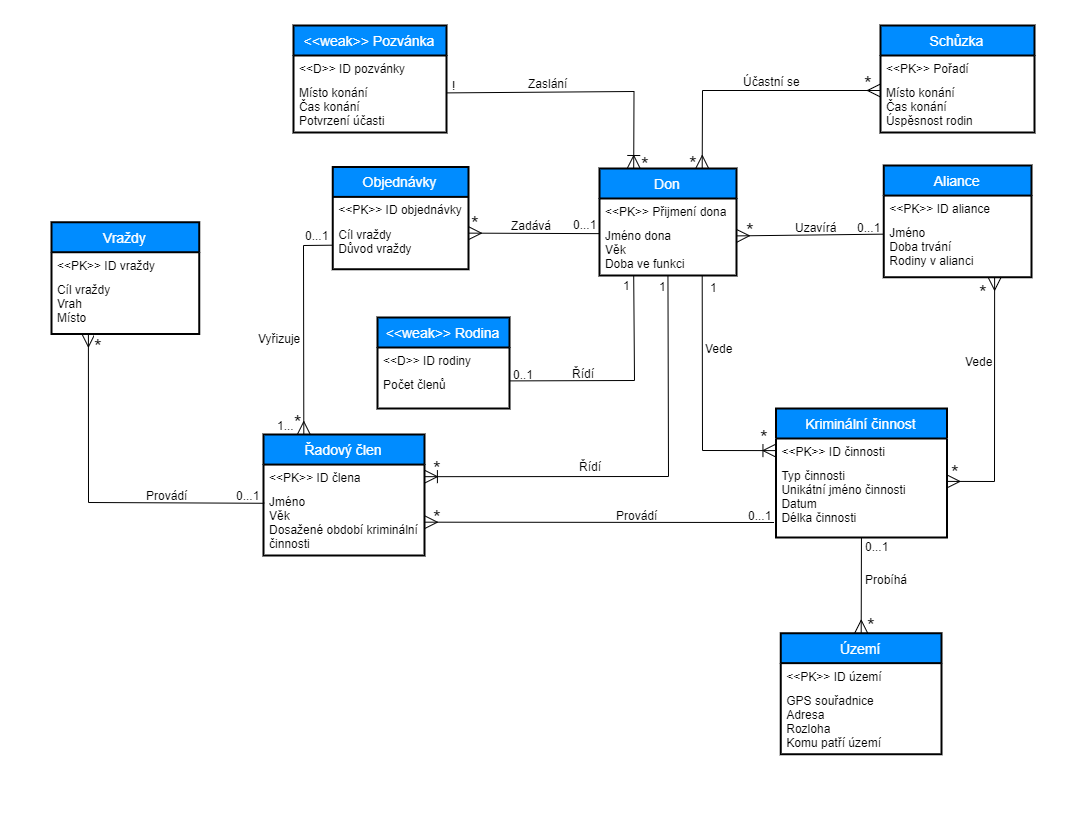 <<weak>> Pozvánka
<<D>> ID pozvánky
Místo konání
Čas konání
Potvrzení účasti
!
Zaslání
*
Schůzka
<<PK>> Pořadí
Místo konání
Čas konání
Úspěsnost rodin
Účastní se
*
*
Objednávky
<<PK>> ID objednávky
Cíl vraždy
Důvod vraždy
*
Zadává
0...1
Don
<<PK>> Přijmení dona
Jméno dona
Věk
Doba ve funkci
*
Uzavírá
0...1
Aliance
<<PK>> ID aliance
Jméno
Doba trvání
Rodiny v alianci
*
Vraždy
<<PK>> ID vraždy
Cíl vraždy
Vrah
Místo
*
0...1
Vyřizuje
1...
*
1
1
1
<<weak>> Rodina
<<D>> ID rodiny
Počet členů
0..1
Řídí
Vede
Vede
Řadový člen
<<PK>> ID člena
Jméno
Věk
Dosažené období kriminální
činnosti
Provádí
0...1
*
Řídí
*
Provádí
0...1
*
Kriminální činnost
<<PK>> ID činnosti
Typ činnosti
Unikátní jméno činnosti
Datum
Délka činnosti
*
0...1
Probíhá
*
Území
<<PK>> ID území
GPS souřadnice
Adresa
Rozloha
Komu patří území